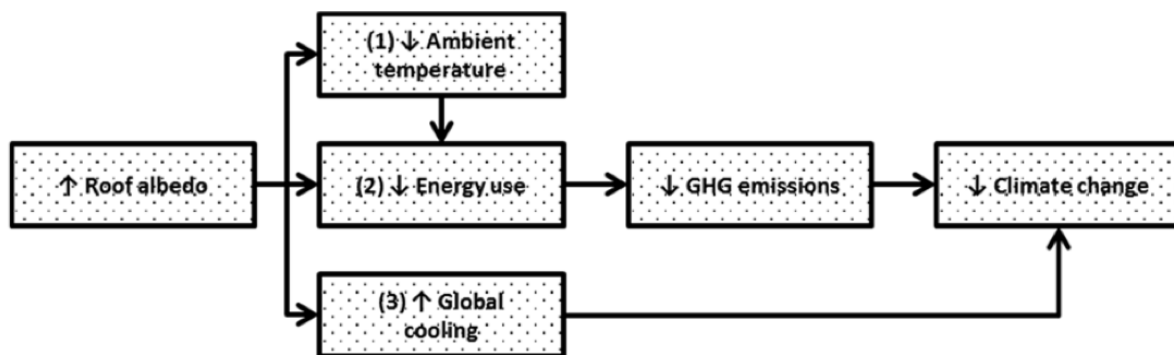 (1) ↓ Ambient
temperature
↑ Roof albedo
(2) ↓ Energy use
↓ GHG emissions
↓ Climate change
(3) ↑ Global
cooling